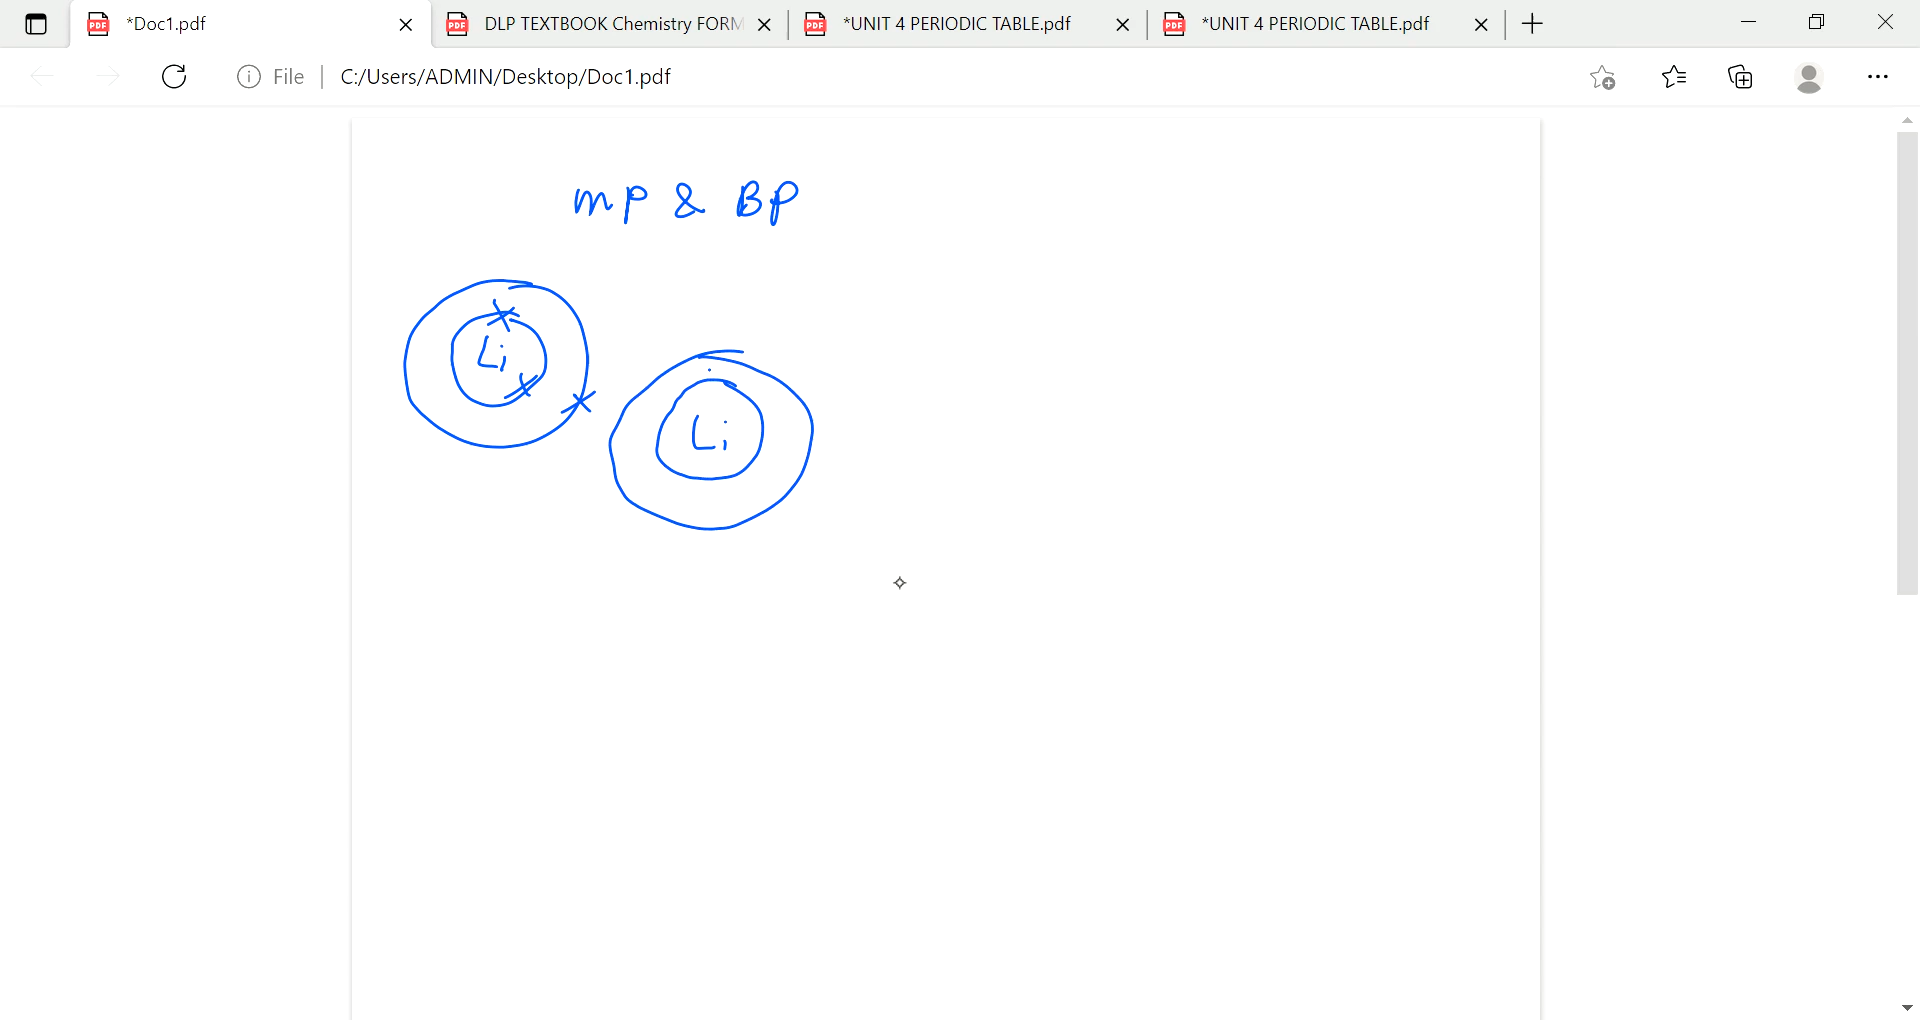 *Doc1.pdf
DLP TEXTBOOK Chemistry FORM
*UNIT 4 PERIODIC TABLE.pdf
*UNIT 4 PERIODIC TABLE.pdf
File
C:/Users/ADMIN/Desktop/Doc1.pdf
mp & BP
Li
Li